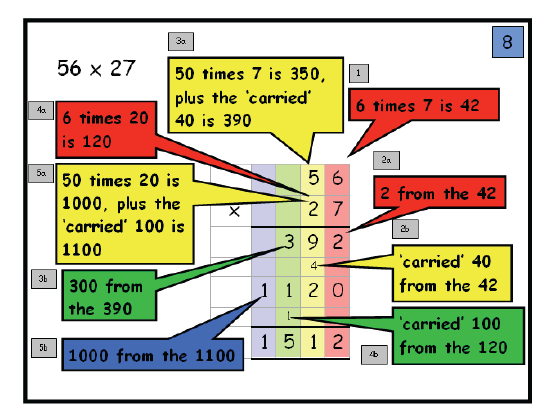 8
56 x 27
3a
50 times 7 is 350,
plus the 'carried'
40 is 390
1
6 times 7 is 42
4a
6 times 20
is 120
2a
2 from the 42
5a
50 times 20 is
1000, plus the
'carried' 100 is
1100
5 6
x 2 7
3 9 2
4
1 1 2 0
1
1 5 1 2
2b
'carried' 40
from the 42
3b
300 from
the 390
'carried' 100
from the 120
4b
5b
1000 from the 1100